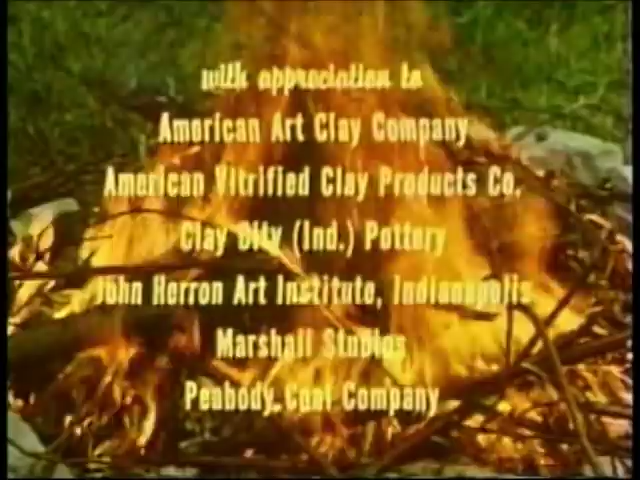 with appreciation to
American Art Clay Company
American Vitrified Clay Products Co.
Clay City (Ind.) Pottery
John Herron Art Institute, Indianapolis
Marshall Studios
Peabody Coal Company